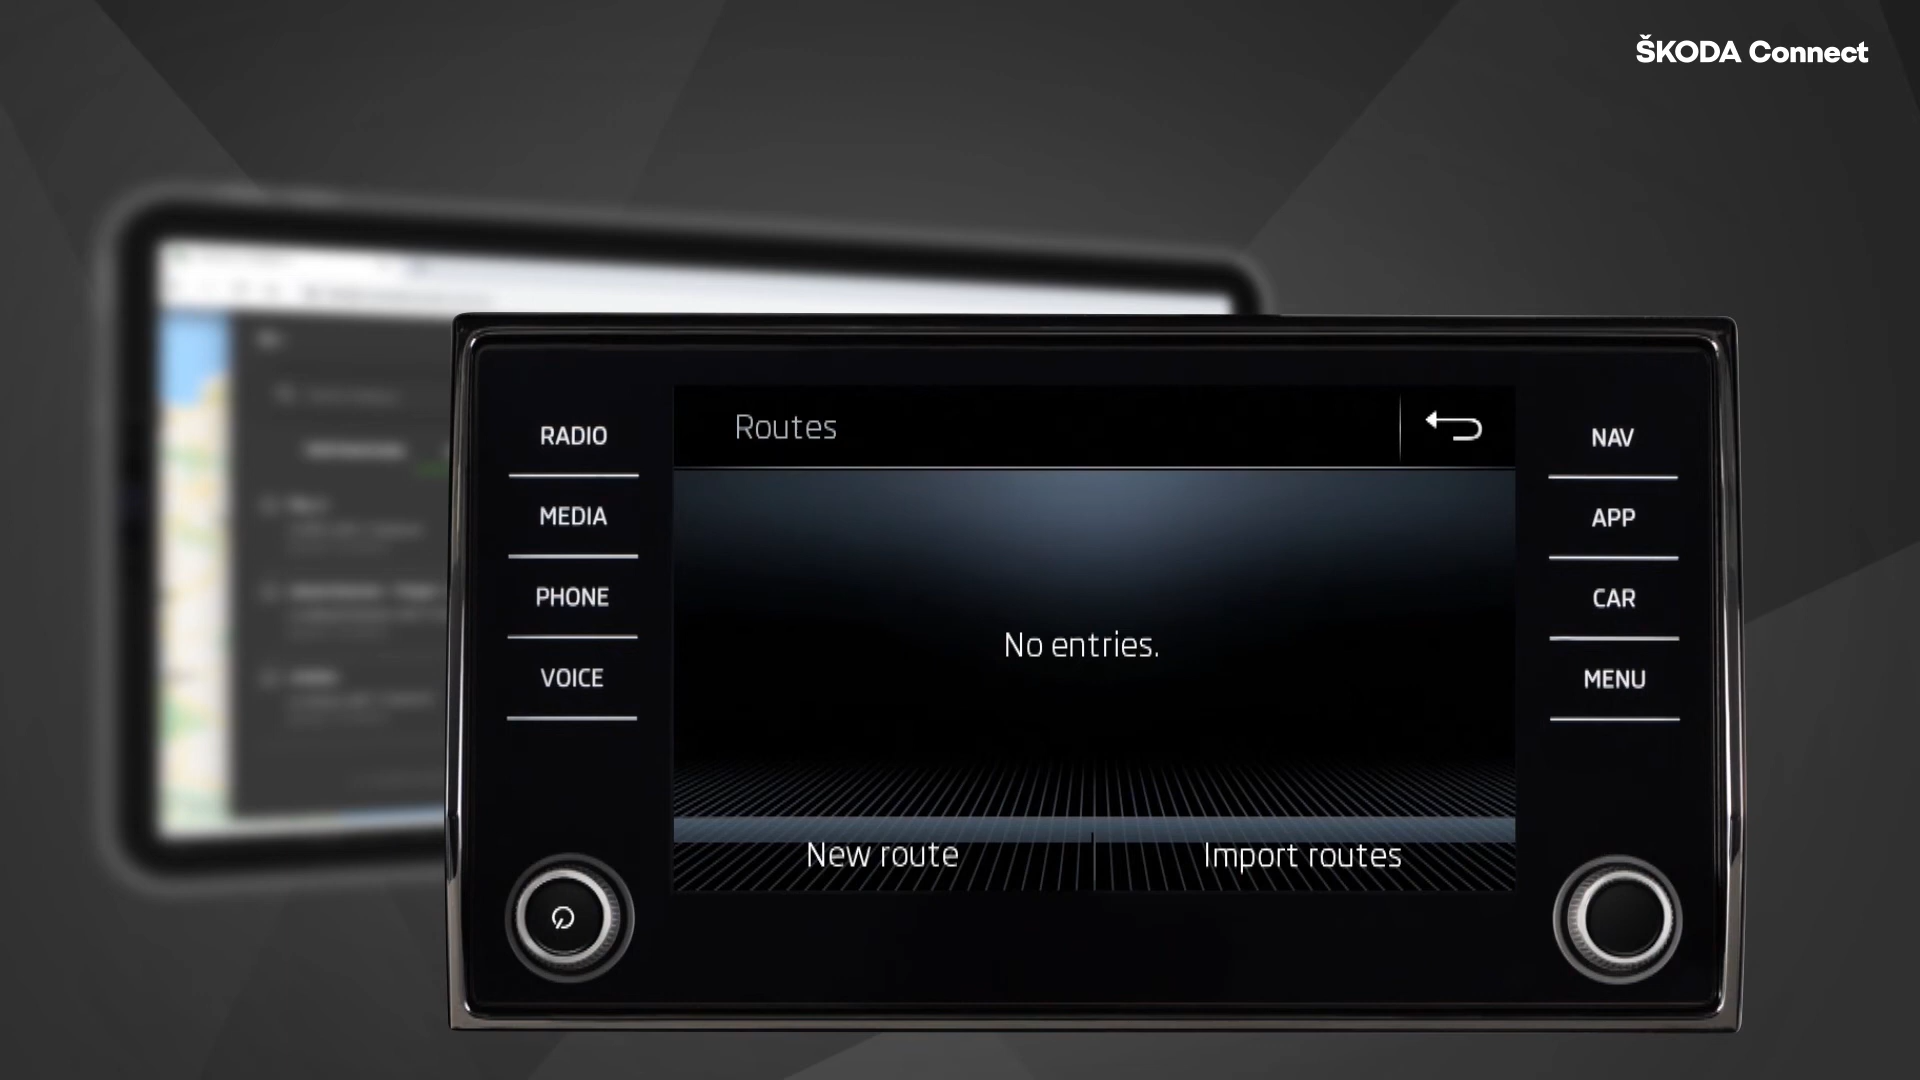 ŠKODA Connect
Routes
RADIO
MEDIA
PHONE
VOICE
NAV
APP
CAR
MENU
No entries.
New route
Import routes